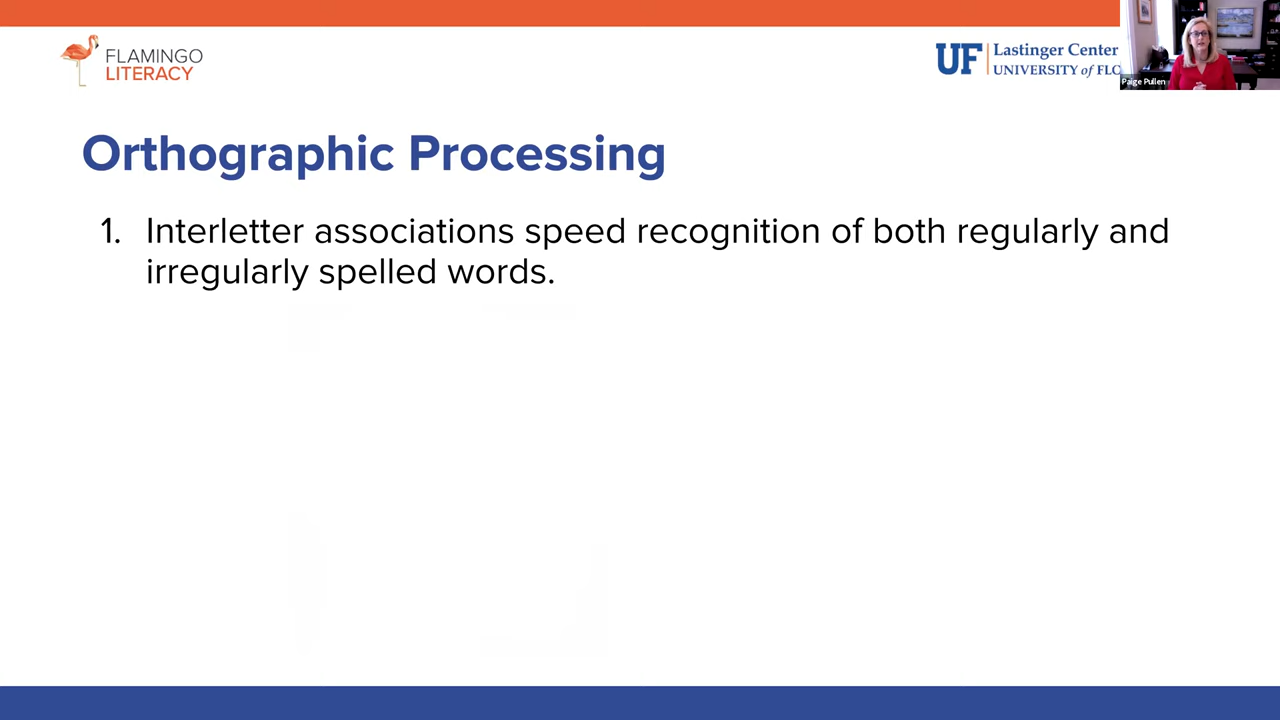 FLAMINGO
LITERACY
UF
Lastinger Center
UNIVERSITY of FLO
Paige Pullen
Orthographic Processing
1. Interletter associations speed recognition of both regularly and
irregularly spelled words.